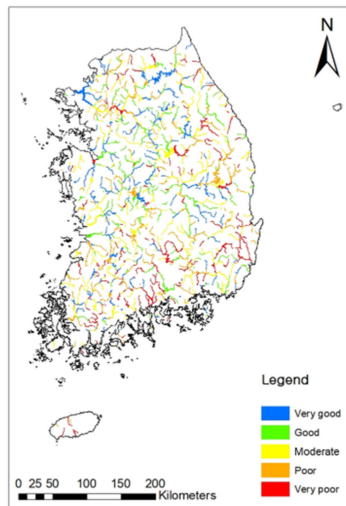 N
Legend
Very good
Good
Moderate
Poor
Very poor
0 25 50 100 150 200
Kilometers